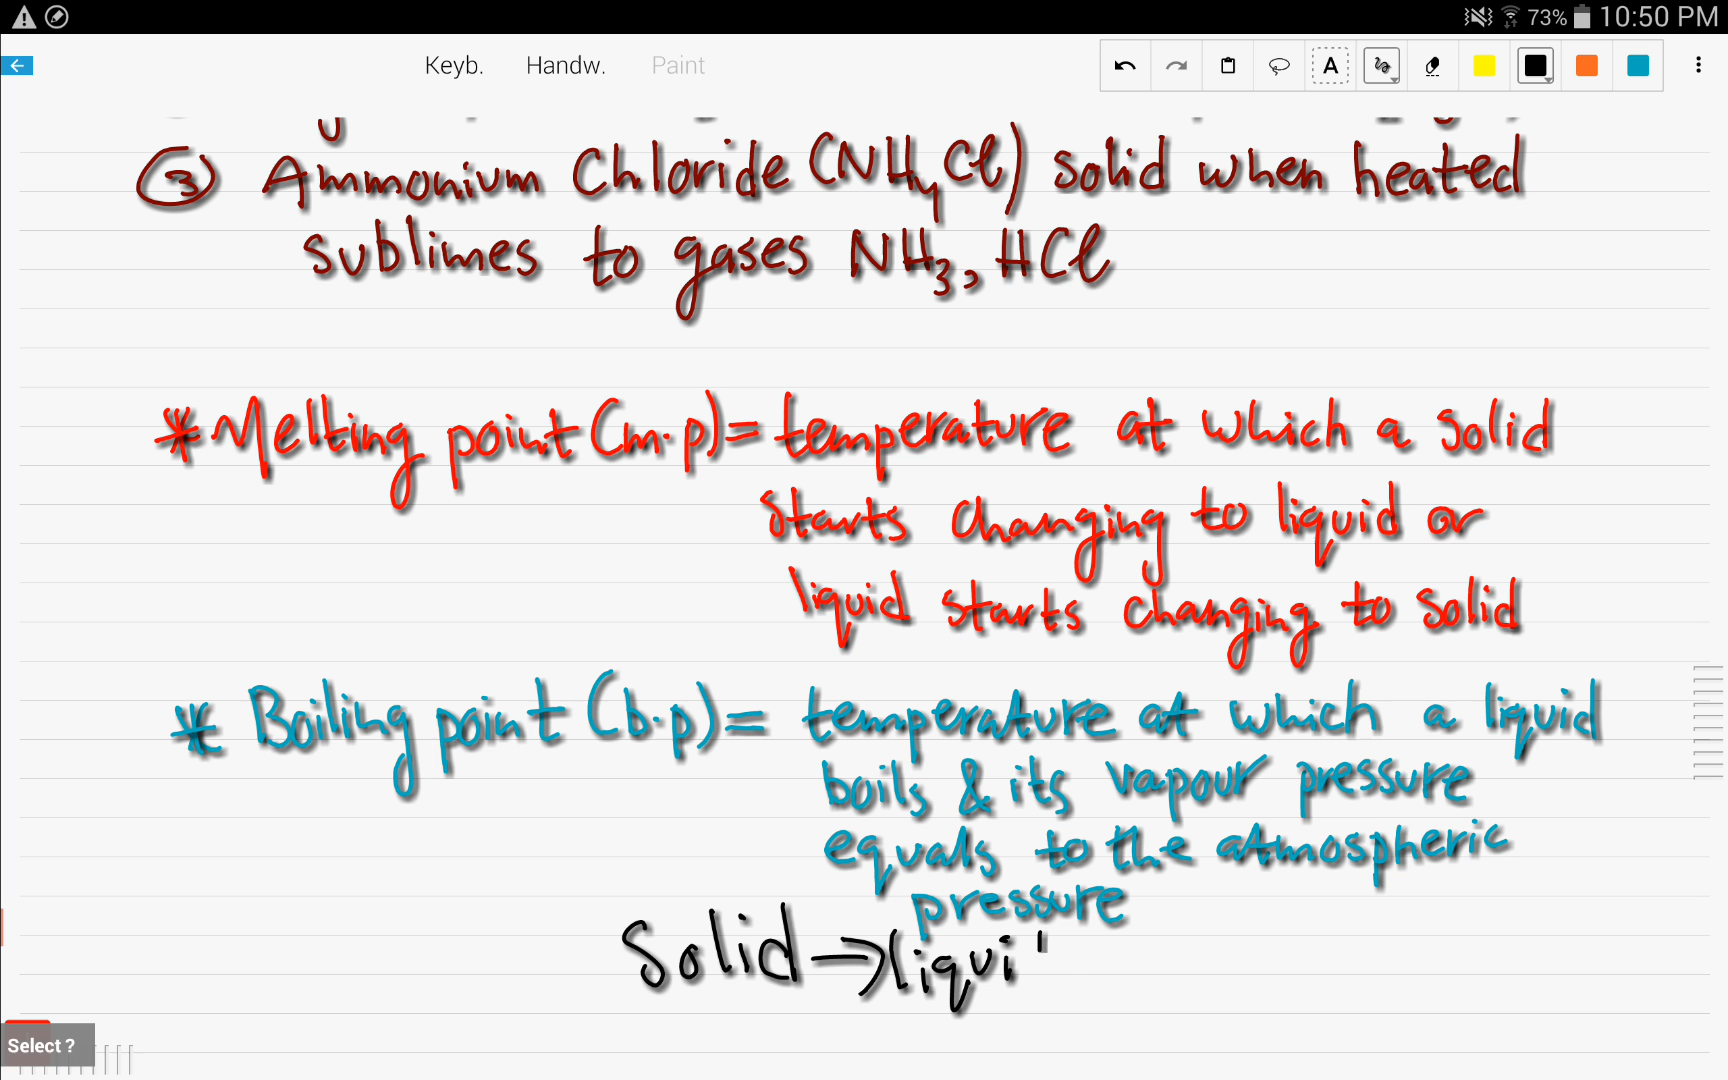 73% 10:50 PM
Keyb. Handw. Paint
A
③ Ammonium Chloride (NH4Cl) solid when heated
sublimes to gases NH3, HCl
* Melting point (m.p) = temperature at which a solid
starts changing to liquid or
liquid starts changing to solid
* Boiling point (b.p) = temperature at which a liquid
boils & its vapour pressure
equals to the atmospheric
pressure
Solid → liqui
Select ?